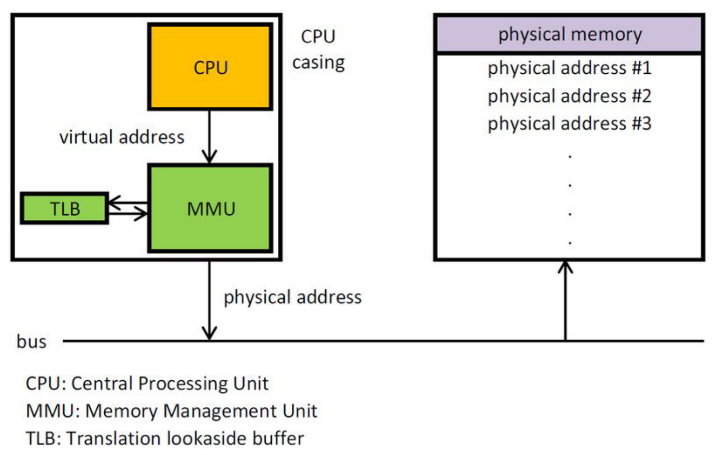 CPU
casing
CPU
virtual address
TLB
MMU
physical address
bus
physical memory
physical address #1
physical address #2
physical address #3
.
.
.
.
CPU: Central Processing Unit
MMU: Memory Management Unit
TLB: Translation lookaside buffer